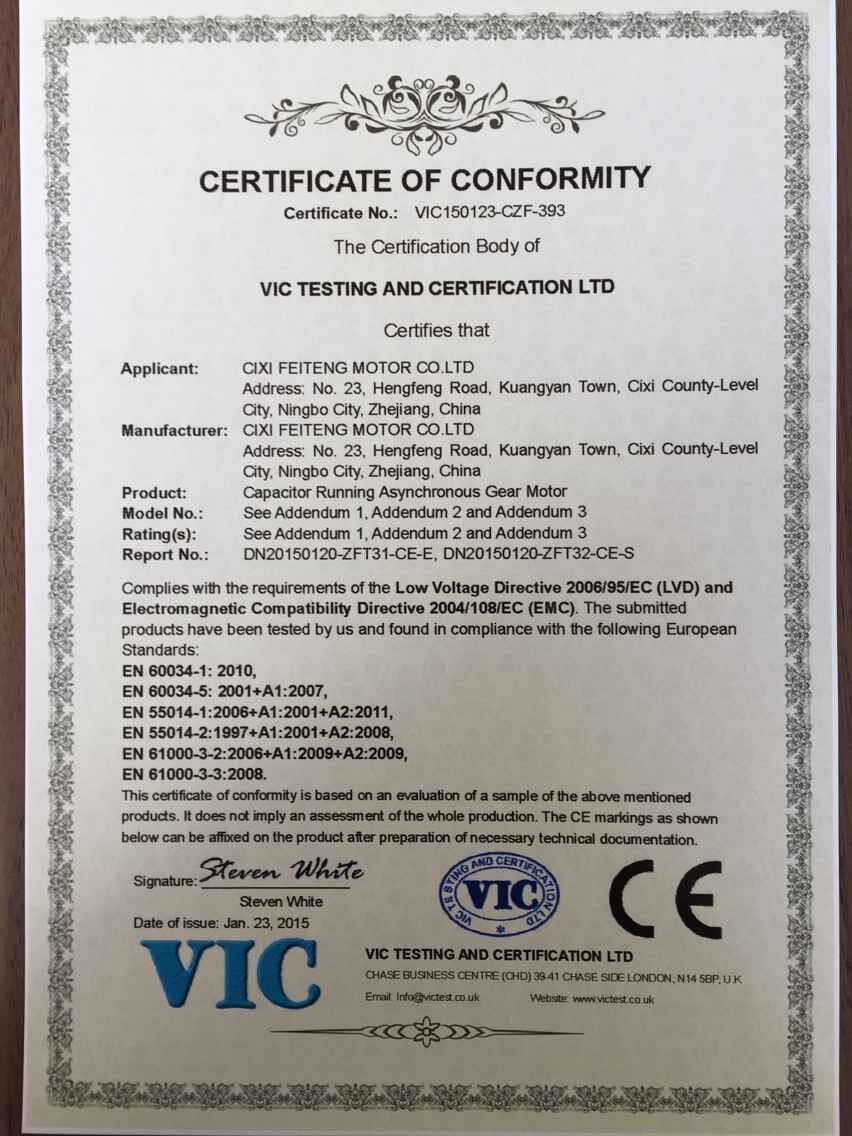 CERTIFICATE OF CONFORMITY
Certificate No.: VIC150123-CZF-393
The Certification Body of
VIC TESTING AND CERTIFICATION LTD
Certifies that
Applicant: CIXI FEITENG MOTOR CO.LTD
Address: No. 23, Hengfeng Road, Kuangyan Town, Cixi County-Level
City, Ningbo City, Zhejiang, China
Manufacturer: CIXI FEITENG MOTOR CO.LTD
Address: No. 23, Hengfeng Road, Kuangyan Town, Cixi County-Level
City, Ningbo City, Zhejiang, China
Product: Capacitor Running Asynchronous Gear Motor
Model No.: See Addendum 1, Addendum 2 and Addendum 3
Rating(s): See Addendum 1, Addendum 2 and Addendum 3
Report No.: DN20150120-ZFT31-CE-E, DN20150120-ZFT32-CE-S
Complies with the requirements of the Low Voltage Directive 2006/95/EC (LVD) and
Electromagnetic Compatibility Directive 2004/108/EC (EMC). The submitted
products have been tested by us and found in compliance with the following European
Standards:
EN 60034-1: 2010,
EN 60034-5: 2001+A1:2007,
EN 55014-1:2006+A1:2001+A2:2011,
EN 55014-2:1997+A1:2001+A2:2008,
EN 61000-3-2:2006+A1:2009+A2:2009,
EN 61000-3-3:2008.
This certificate of conformity is based on an evaluation of a sample of the above mentioned
products. It does not imply an assessment of the whole production. The CE markings as shown
below can be affixed on the product after preparation of necessary technical documentation.
Signature: Steven White
Steven White
Date of issue: Jan. 23, 2015
VIC TESTING AND CERTIFICATION LTD
VIC
*
CE
VIC
VIC TESTING AND CERTIFICATION LTD
CHASE BUSINESS CENTRE (CHD) 39-41 CHASE SIDE LONDON, N14 5BP, U.K
Email: Info@victest.co.uk Website: www.victest.co.uk